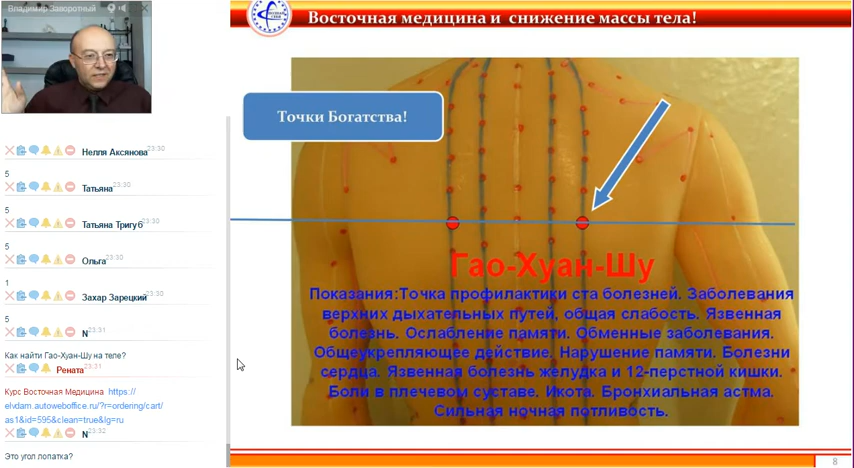 Владимир Заворотный
Нелля Аксянова 23:30
5
Татьяна 23:30
5
Татьяна Тригуб 23:30
5
Ольга 23:30
1
Захар Зарецкий 23:30
5
N 23:31
Как найти Гао-Хуан-Шу на теле?
Рената 23:31
Курс Восточная Медицина https://
elvdam.autoweboffice.ru/?r=ordering/cart/
as1&id=595&clean=true&lg=ru
N 23:32
Это угол лопатка?
Восточная медицина и снижение массы тела!
Точки Богатства!
Гао-Хуан-Шу
Показания:Точка профилактики ста болезней. Заболевания
верхних дыхательных путей, общая слабость. Язвенная
болезнь. Ослабление памяти. Обменные заболевания.
Общеукрепляющее действие. Нарушение памяти. Болезни
сердца. Язвенная болезнь желудка и 12-перстной кишки.
Боли в плечевом суставе. Икота. Бронхиальная астма.
Сильная ночная потливость.
8